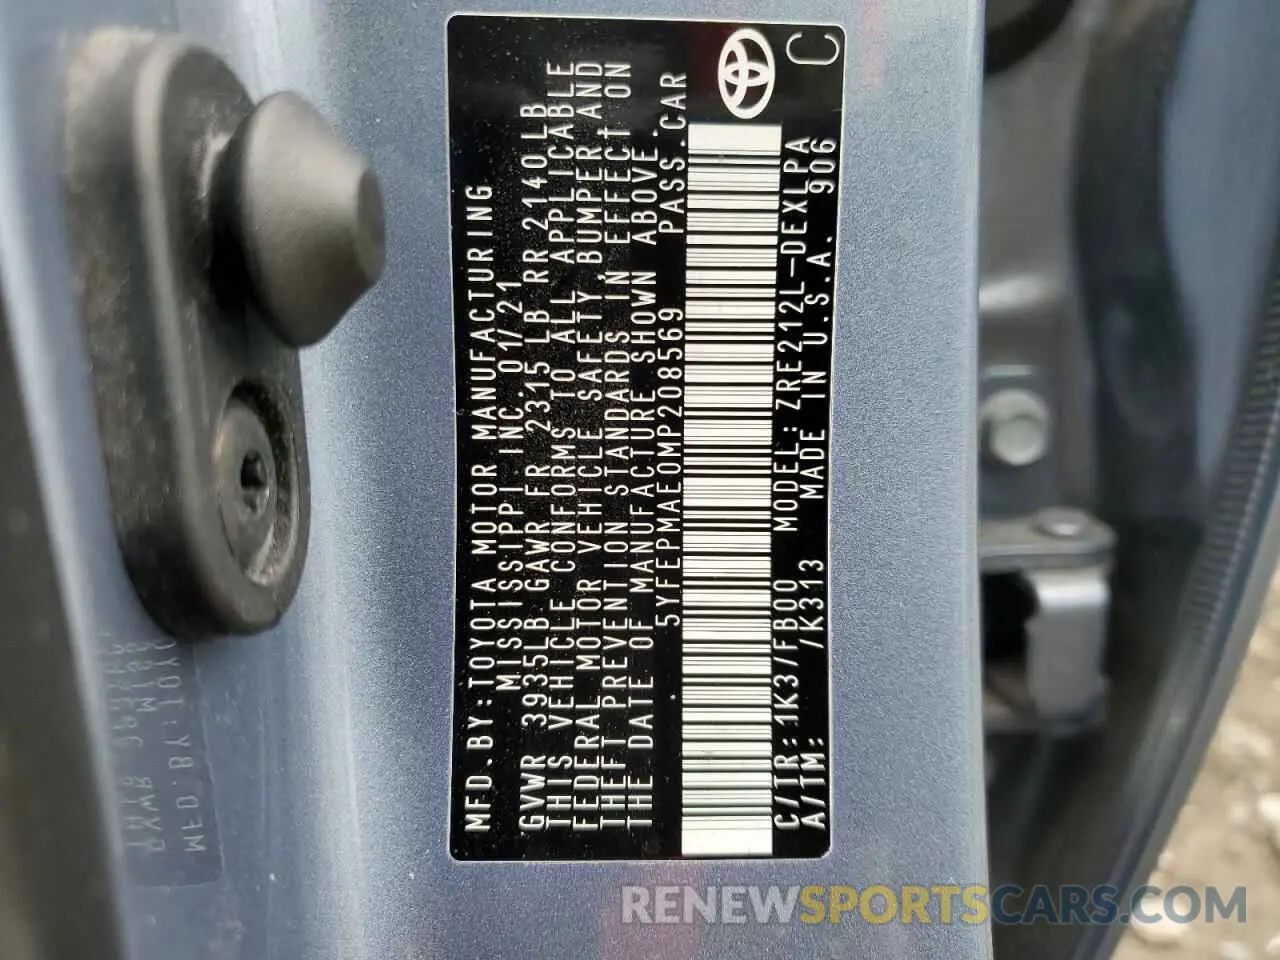 MFD.BY:TOYOTA MOTOR MANUFACTURING
MISSISSIPPI INC. 01/21
GVWR 3935LB GAWR FR 2315 LB RR 2140LB
THIS VEHICLE CONFORMS TO ALL APPLICABLE
FEDERAL MOTOR VEHICLE SAFETY,BUMPER AND
THEFT PREVENTION STANDARDS IN EFFECT ON
THE DATE OF MANUFACTURE SHOWN ABOVE.
5YFEPMAE0MP208569 PASS.CAR
C/TR: 1K3/FB00 MODEL: ZRE212L-DEXLPA
A/TM: /K313 MADE IN U.S.A. 906
C
RENEWSPORTSCARS.COM